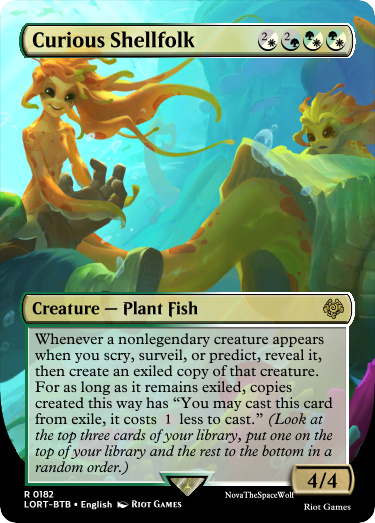 Curious Shellfolk 2 2
Creature — Plant Fish
Whenever a nonlegendary creature appears
when you scry, surveil, or predict, reveal it,
then create an exiled copy of that creature.
For as long as it remains exiled, copies
created this way has “You may cast this card
from exile, it costs 1 less to cast.” (Look at
the top three cards of your library, put one on the
top of your library and the rest to the bottom in a
random order.)
4/4
R 0182
LORT-BTB • English Riot Games
NovaTheSpaceWolf
Riot Games